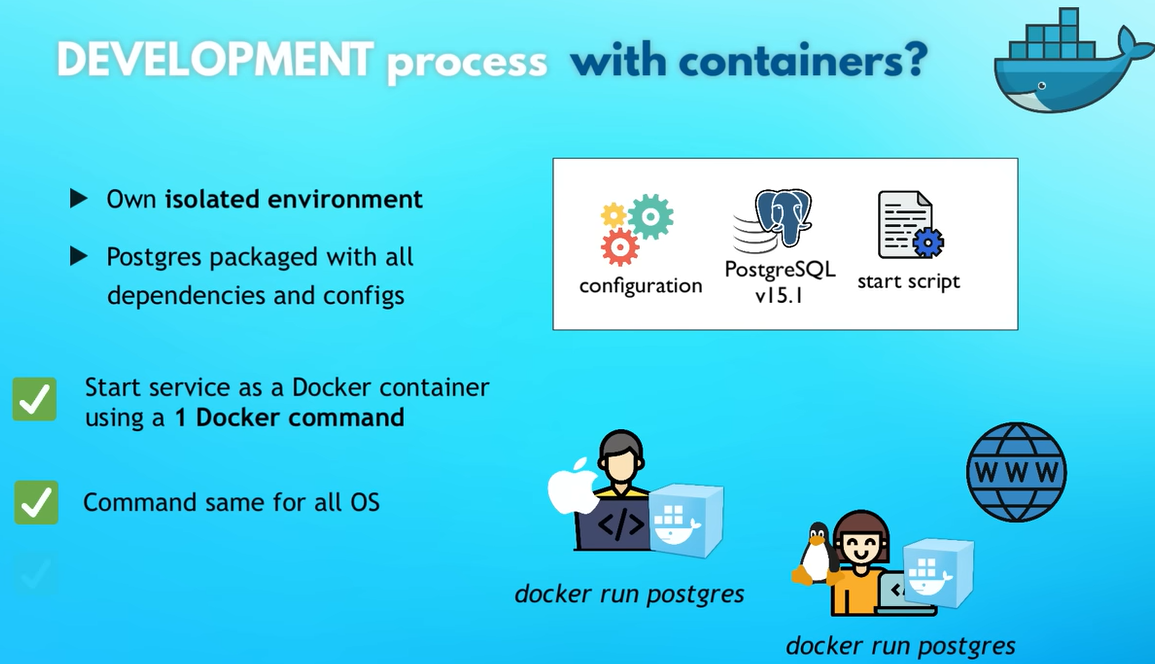 DEVELOPMENT process with containers?
Own isolated environment
Postgres packaged with all
dependencies and configs
configuration
PostgreSQL
v15.1
start script
Start service as a Docker container
using a 1 Docker command
Command same for all OS
</>
docker run postgres
WWW
</
docker run postgres